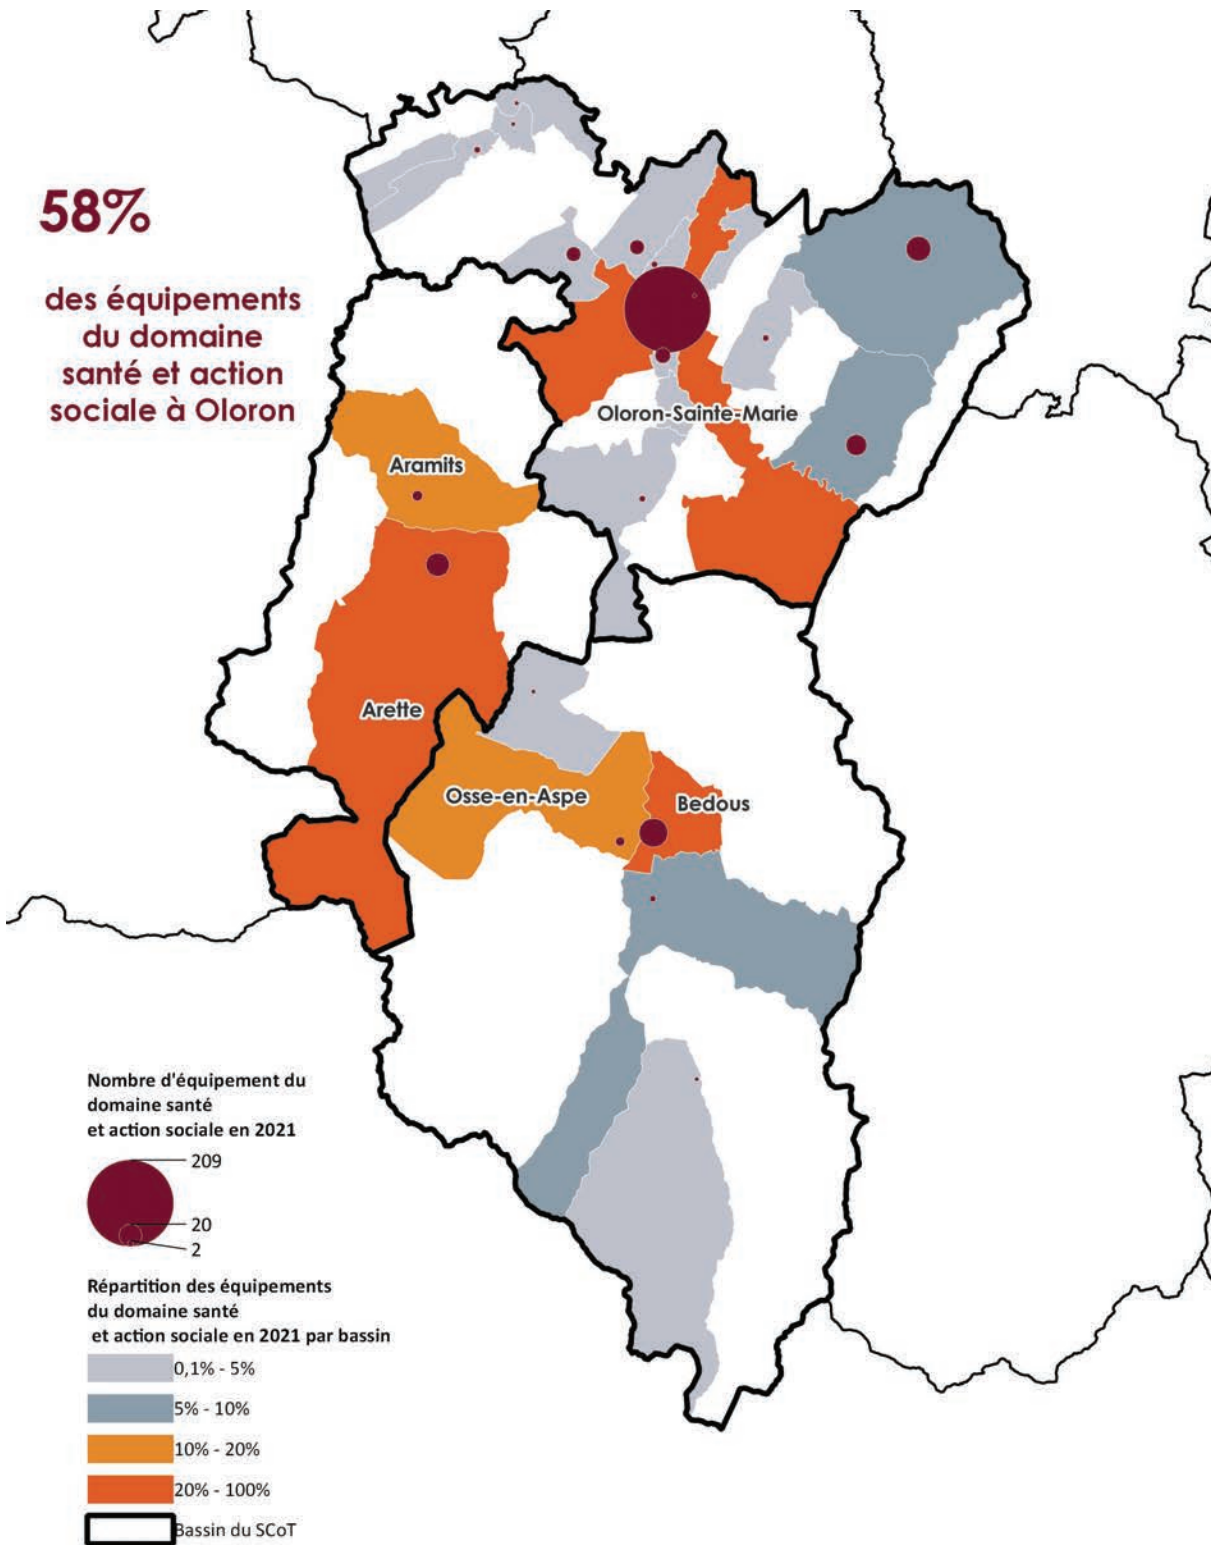 58%
des équipements
du domaine
santé et action
sociale à Oloron
Oloron-Sainte-Marie
Aramits
Arette
Osse-en-Aspe
Bedous
Nombre d'équipement du
domaine santé
et action sociale en 2021
209
20
2
Répartition des équipements
du domaine santé
et action sociale en 2021 par bassin
0,1% - 5%
5% - 10%
10% - 20%
20% - 100%
Bassin du SCoT